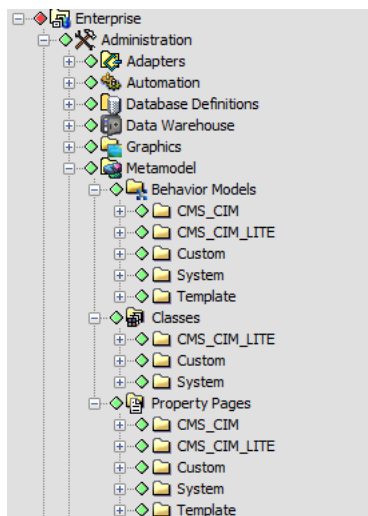 Enterprise
Administration
Adapters
Automation
Database Definitions
Data Warehouse
Graphics
Metamodel
Behavior Models
CMS_CIM
CMS_CIM_LITE
Custom
System
Template
Classes
CMS_CIM_LITE
Custom
System
Property Pages
CMS_CIM
CMS_CIM_LITE
Custom
System
Template